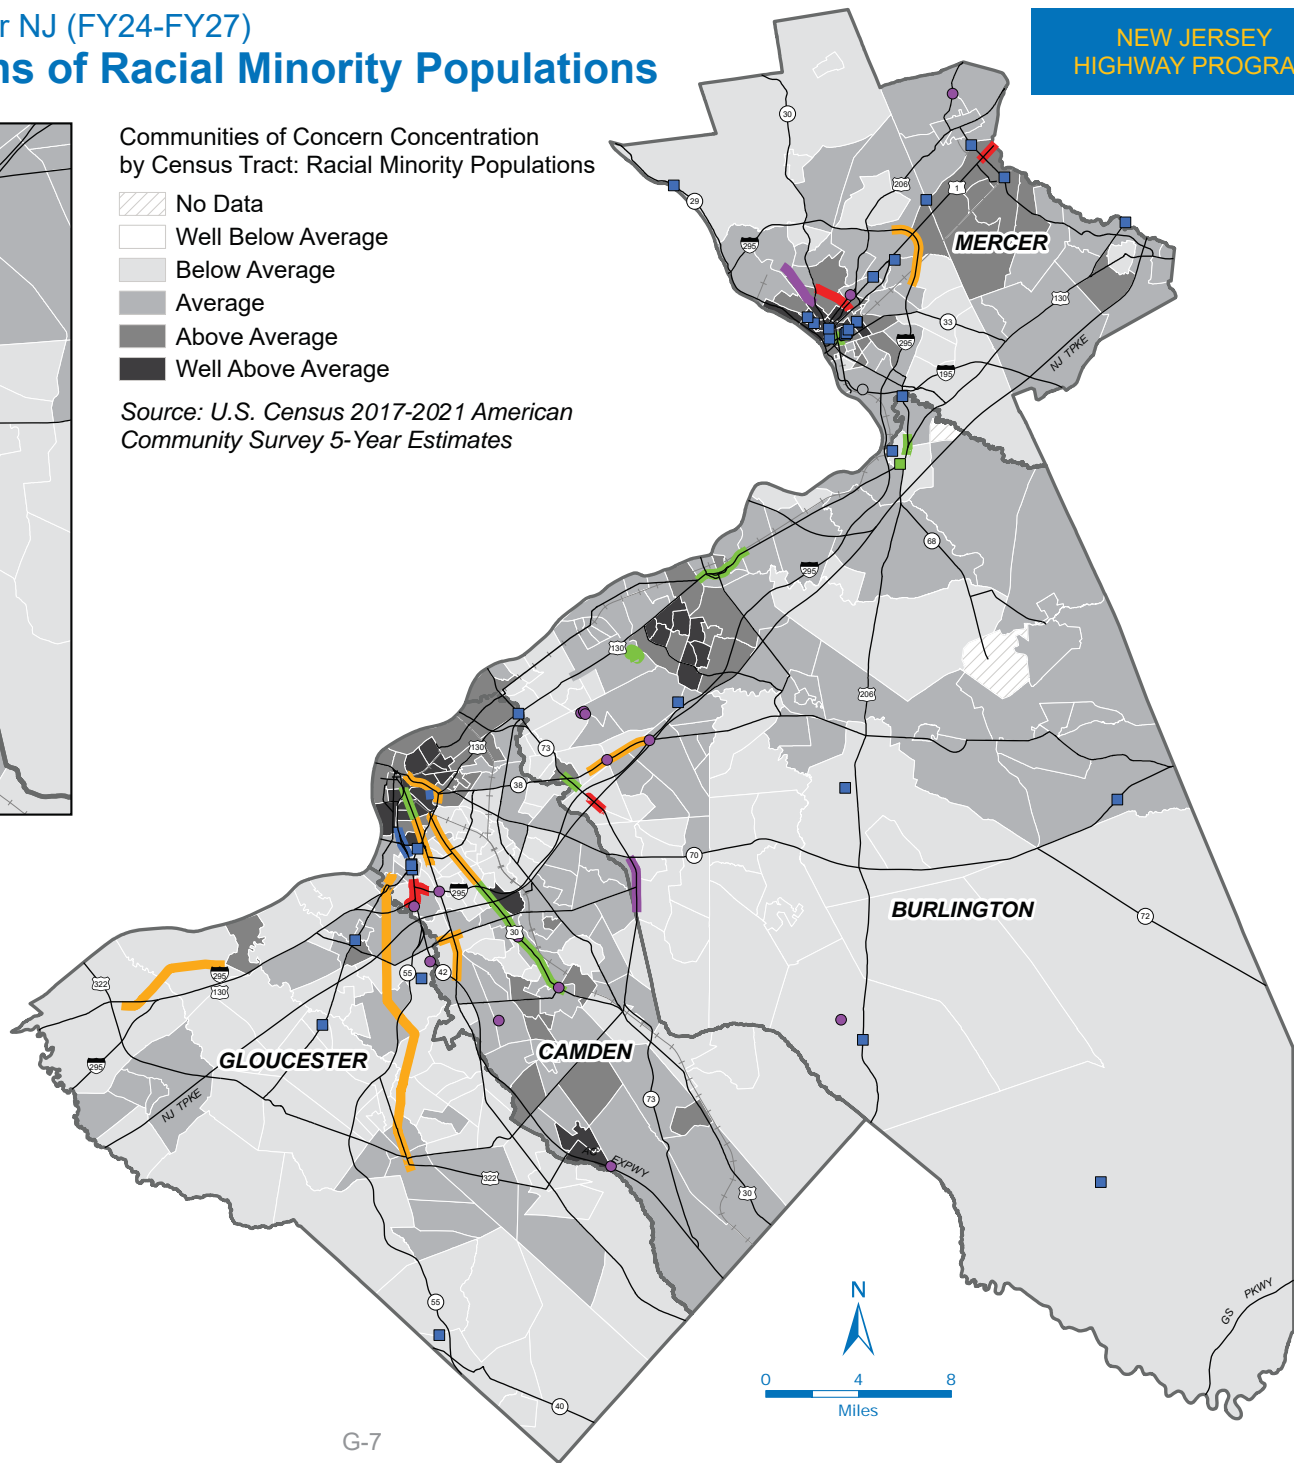 r NJ (FY24-FY27)
ns of Racial Minority Populations
NEW JERSEY
HIGHWAY PROGRA
Communities of Concern Concentration
by Census Tract: Racial Minority Populations
No Data
Well Below Average
Below Average
Average
Above Average
Well Above Average
Source: U.S. Census 2017-2021 American
Community Survey 5-Year Estimates
30
29
206
1
295
MERCER
130
33
295
195
NJ TPKE
68
295
130
206
130
73
38
70
295
BURLINGTON
72
30
322
295
130
55
42
GLOUCESTER
CAMDEN
295
NJ TPKE
73
EXPWY
322
30
55
GS PKWY
40
N
0 4 8
Miles
G-7